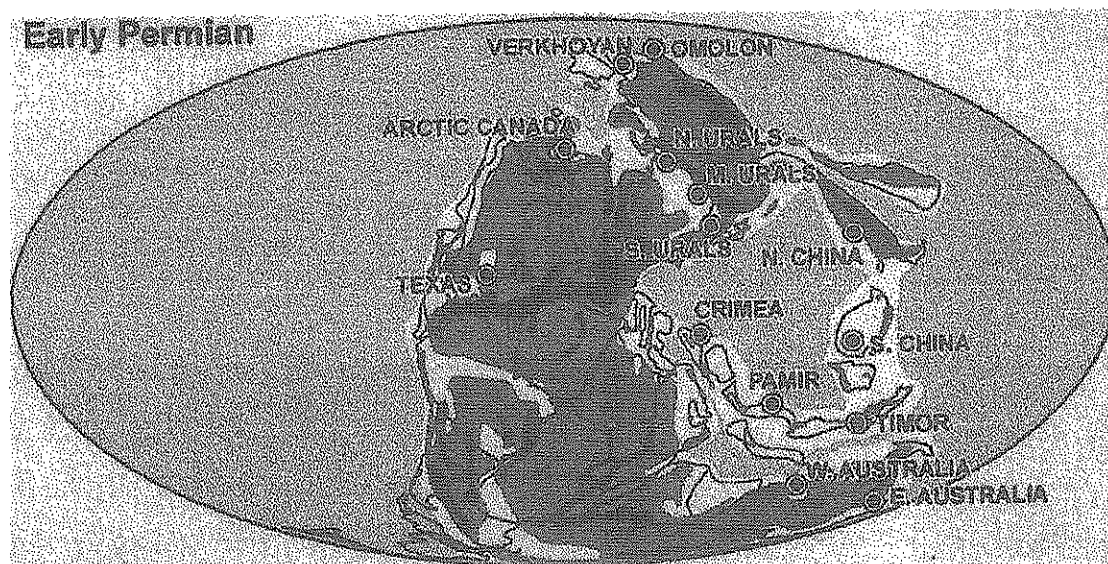 Early Permian
VERKHOYAN
OMOLON
ARCTIC CANADA
N. URALS
M. URALS
S. URALS
N. CHINA
TEXAS
CRIMEA
S. CHINA
PAMIR
TIMOR
W. AUSTRALIA
E. AUSTRALIA